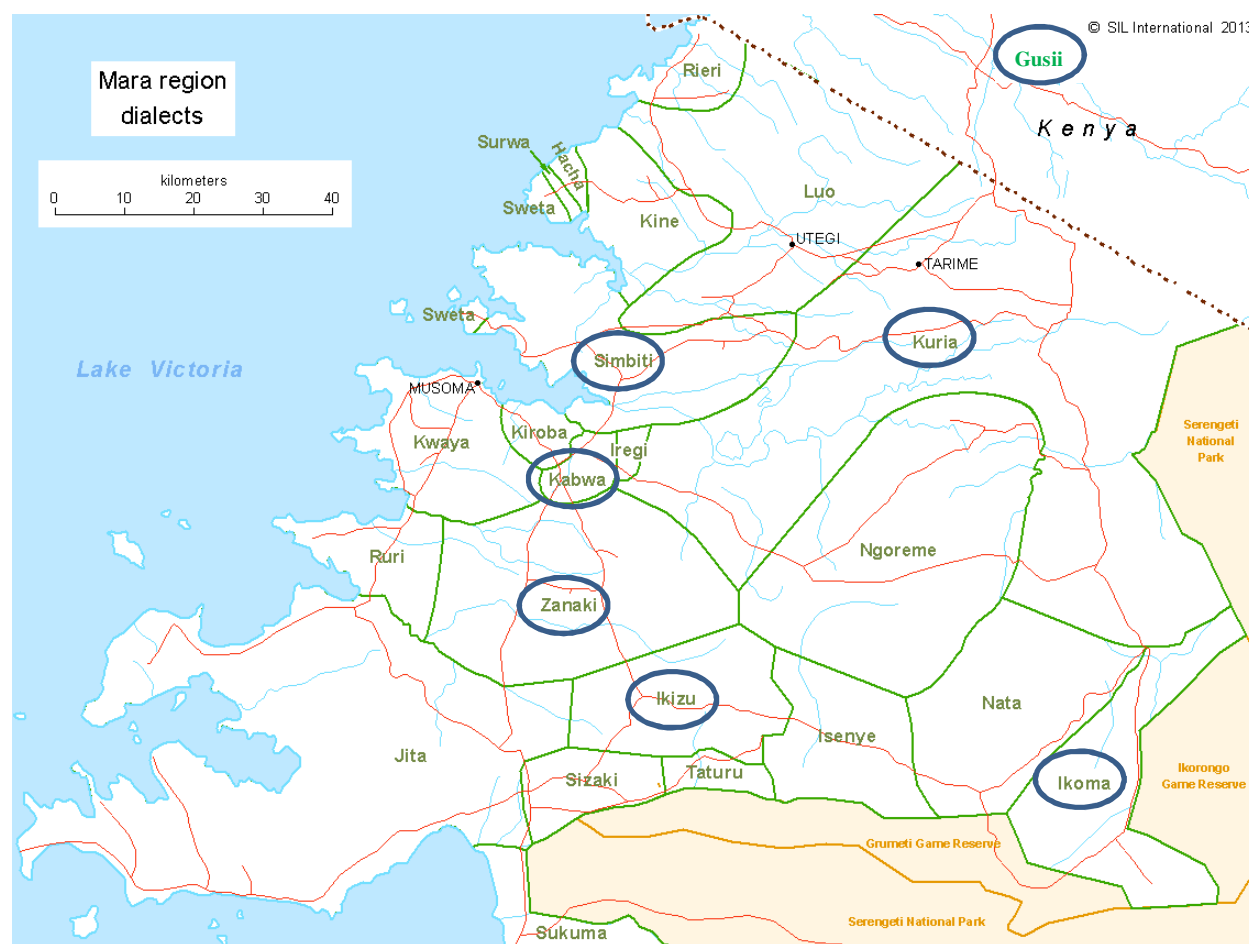 © SIL International 2013
Mara region
dialects
kilometers
0 10 20 30 40
Gusii
Kenya
Rieri
Surwa
Hacha
Sweta
Kine
Luo
UTEGI
TARIME
Sweta
Simbiti
Kuria
Lake Victoria
MUSOMA
Kwaya
Kiroba
Iregi
Kabwa
Serengeti
National
Park
Ngoreme
Ruri
Zanaki
Ikizu
Nata
Isenye
Jita
Sizaki
Taturu
Ikoma
Ikorongo
Game Reserve
Grumeti Game Reserve
Serengeti National Park
Sukuma